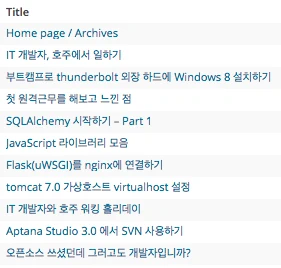 Title
Home page / Archives
IT 개발자, 호주에서 일하기
부트캠프로 thunderbolt 외장 하드에 Windows 8 설치하기
첫 원격근무를 해보고 느낀 점
SQLAlchemy 시작하기 – Part 1
JavaScript 라이브러리 모음
Flask(uWSGI)를 nginx에 연결하기
tomcat 7.0 가상호스트 virtualhost 설정
IT 개발자와 호주 워킹 홀리데이
Aptana Studio 3.0 에서 SVN 사용하기
오픈소스 쓰셨던데 그러고도 개발자입니까?